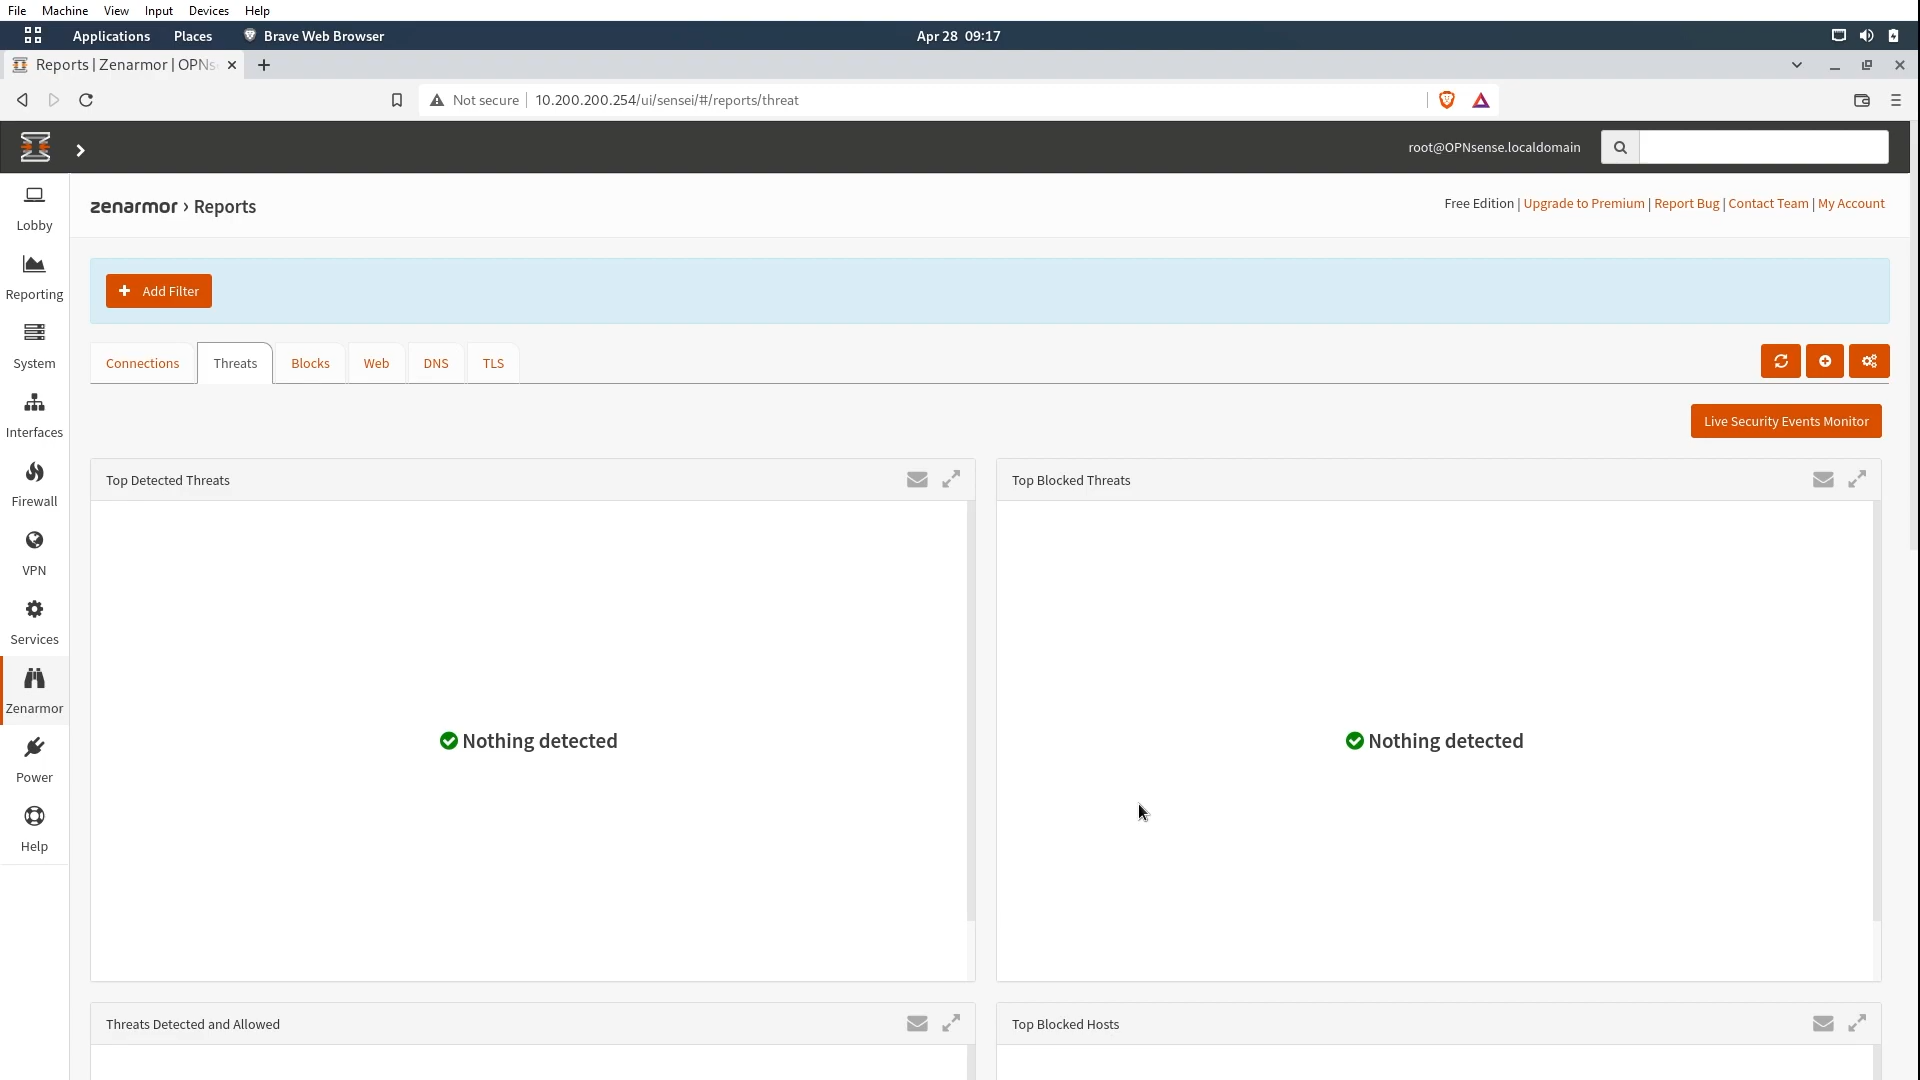 File Machine View Input Devices Help
Applications Places Brave Web Browser Apr 28 09:17
Reports | Zenarmor | OPNs
Not secure 10.200.200.254/ui/sensei/#/reports/threat
root@OPNsense.localdomain
zenarmor › Reports
Free Edition | Upgrade to Premium | Report Bug | Contact Team | My Account
Lobby
Reporting
System
Interfaces
Firewall
VPN
Services
Zenarmor
Power
Help
Add Filter
Connections Threats Blocks Web DNS TLS
Live Security Events Monitor
Top Detected Threats
Nothing detected
Top Blocked Threats
Nothing detected
Threats Detected and Allowed
Top Blocked Hosts